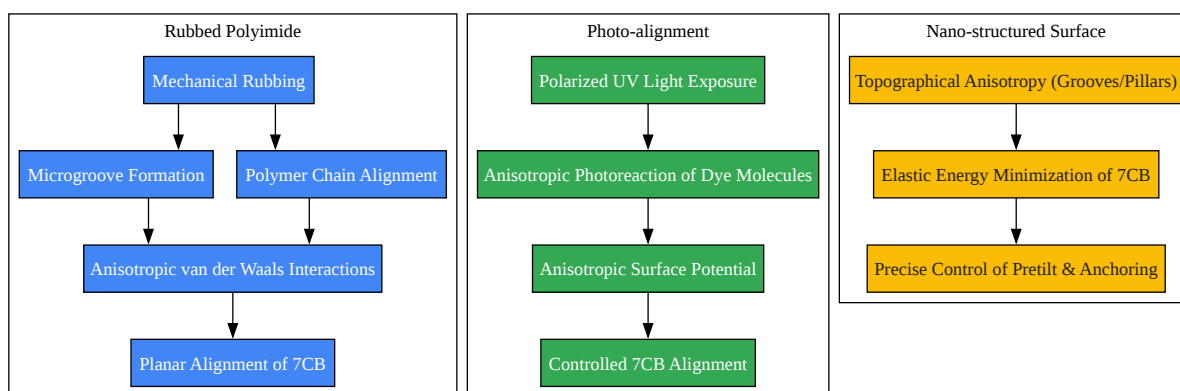 Rubbed Polyimide
Mechanical Rubbing
Microgroove Formation
Polymer Chain Alignment
Anisotropic van der Waals Interactions
Planar Alignment of 7CB
Photo-alignment
Polarized UV Light Exposure
Anisotropic Photoreaction of Dye Molecules
Anisotropic Surface Potential
Controlled 7CB Alignment
Nano-structured Surface
Topographical Anisotropy (Grooves/Pillars)
Elastic Energy Minimization of 7CB
Precise Control of Pretilt & Anchoring